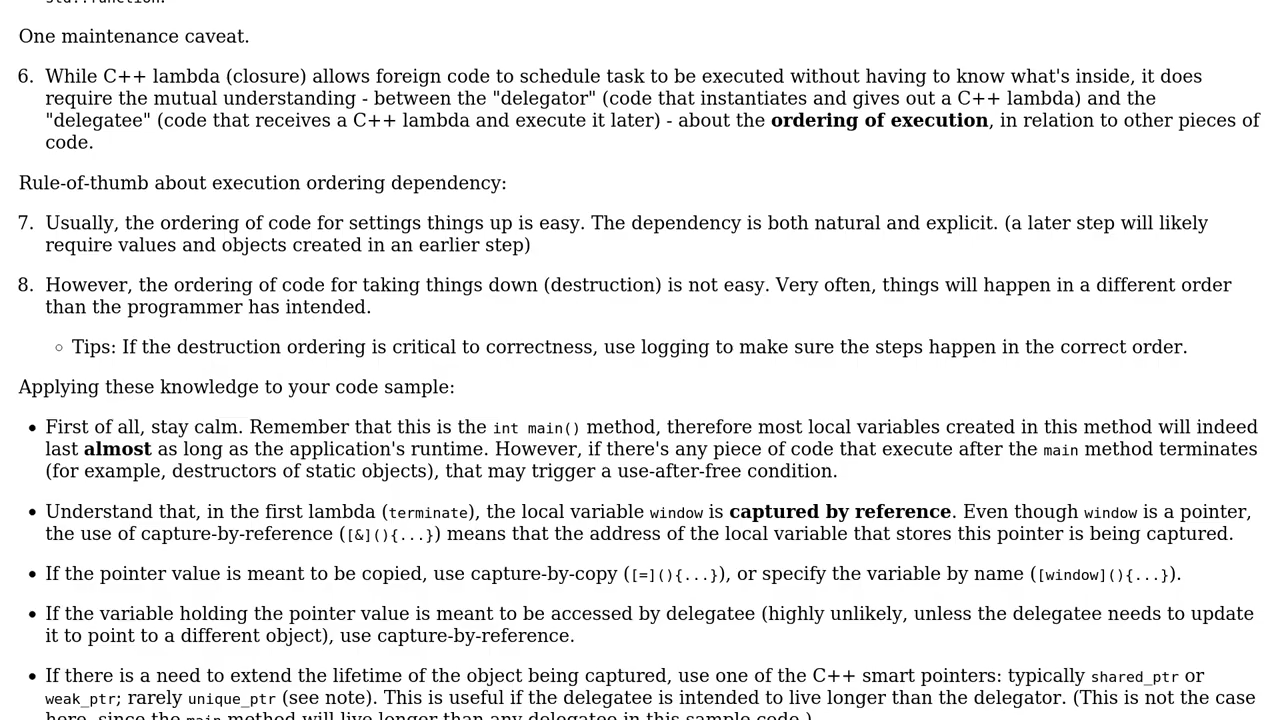 std::function.
One maintenance caveat.
6. While C++ lambda (closure) allows foreign code to schedule task to be executed without having to know what's inside, it does
require the mutual understanding - between the "delegator" (code that instantiates and gives out a C++ lambda) and the
"delegatee" (code that receives a C++ lambda and execute it later) - about the ordering of execution, in relation to other pieces of
code.
Rule-of-thumb about execution ordering dependency:
7. Usually, the ordering of code for settings things up is easy. The dependency is both natural and explicit. (a later step will likely
require values and objects created in an earlier step)
8. However, the ordering of code for taking things down (destruction) is not easy. Very often, things will happen in a different order
than the programmer has intended.
◦ Tips: If the destruction ordering is critical to correctness, use logging to make sure the steps happen in the correct order.
Applying these knowledge to your code sample:
• First of all, stay calm. Remember that this is the int main() method, therefore most local variables created in this method will indeed
last almost as long as the application's runtime. However, if there's any piece of code that execute after the main method terminates
(for example, destructors of static objects), that may trigger a use-after-free condition.
• Understand that, in the first lambda (terminate), the local variable window is captured by reference. Even though window is a pointer,
the use of capture-by-reference ([&](){...}) means that the address of the local variable that stores this pointer is being captured.
• If the pointer value is meant to be copied, use capture-by-copy ([=](){...}), or specify the variable by name ([window](){...}).
• If the variable holding the pointer value is meant to be accessed by delegatee (highly unlikely, unless the delegatee needs to update
it to point to a different object), use capture-by-reference.
• If there is a need to extend the lifetime of the object being captured, use one of the C++ smart pointers: typically shared_ptr or
weak_ptr; rarely unique_ptr (see note). This is useful if the delegatee is intended to live longer than the delegator. (This is not the case
here, since the main method will live longer than any delegatee in this sample code.)